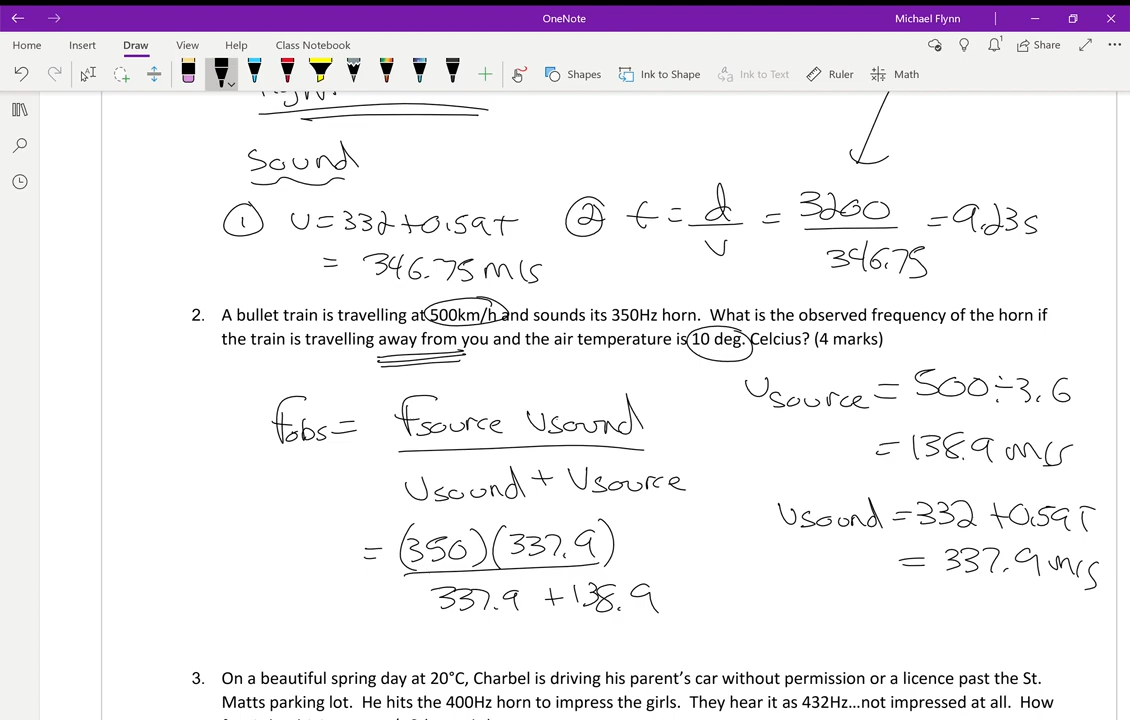 OneNote
Michael Flynn
Home Insert Draw View Help Class Notebook
1 Share
Shapes Ink to Shape Ink to Text Ruler Math
Sound
① v = 332 + 0.59T
= 346.75 m/s
② t = d/v = 3200/346.75 = 9.23s
2. A bullet train is travelling at 500km/h and sounds its 350Hz horn. What is the observed frequency of the horn if
the train is travelling away from you and the air temperature is 10 deg. Celcius? (4 marks)
fobs = fsource vsound
vsound + vsource
= (350)(337.9)
337.9 + 138.9
vsource = 500 ÷ 3.6
= 138.9 m/s
vsound = 332 + 0.59T
= 337.9 m/s
3. On a beautiful spring day at 20°C, Charbel is driving his parent's car without permission or a licence past the St.
Matts parking lot. He hits the 400Hz horn to impress the girls. They hear it as 432Hz...not impressed at all. How